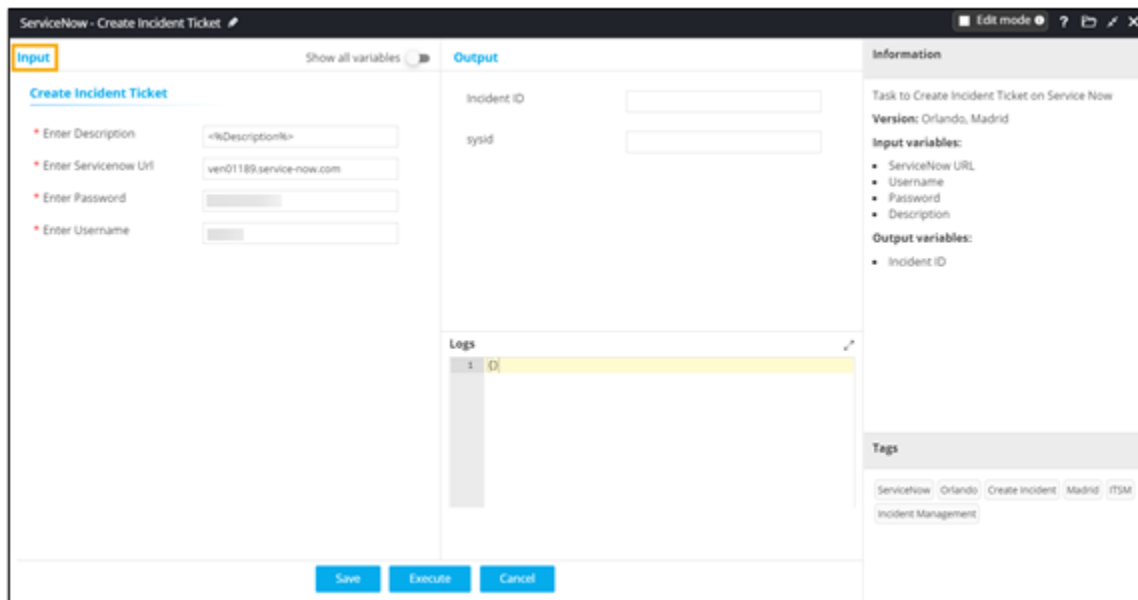 ServiceNow - Create Incident Ticket
Edit mode
Input
Show all variables
Create Incident Ticket
* Enter Description
<%Description%>
* Enter Servicenow Url
ven01189.service-now.com
* Enter Password
* Enter Username
Output
Incident ID
sysid
Logs
1 {}
Save
Execute
Cancel
Information
Task to Create Incident Ticket on Service Now
Version: Orlando, Madrid
Input variables:
ServiceNow URL
Username
Password
Description
Output variables:
Incident ID
Tags
ServiceNow Orlando Create Incident Madrid ITSM
Incident Management